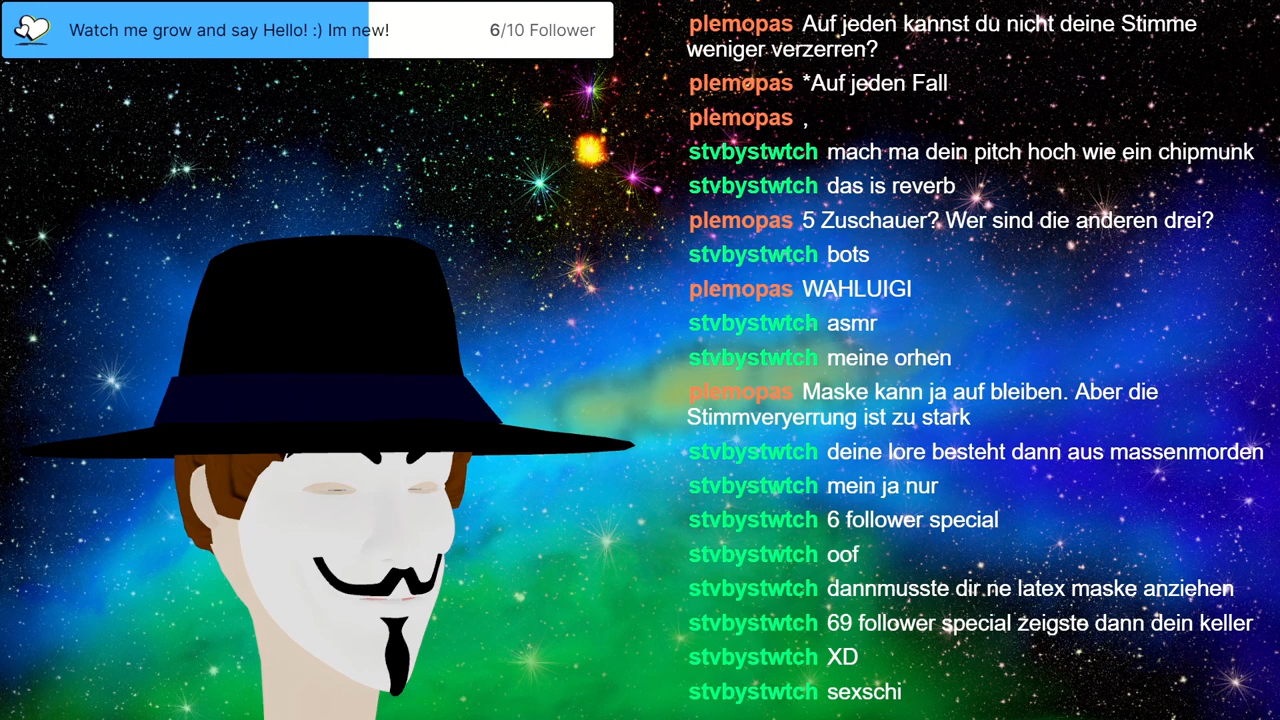 Watch me grow and say Hello! :) Im new! 6/10 Follower
plemopas Auf jeden kannst du nicht deine Stimme
weniger verzerren?
plemopas *Auf jeden Fall
plemopas ,
stvbystwtch mach ma dein pitch hoch wie ein chipmunk
stvbystwtch das is reverb
plemopas 5 Zuschauer? Wer sind die anderen drei?
stvbystwtch bots
plemopas WAHLUIGI
stvbystwtch asmr
stvbystwtch meine orhen
plemopas Maske kann ja auf bleiben. Aber die
Stimmveryerrung ist zu stark
stvbystwtch deine lore besteht dann aus massenmorden
stvbystwtch mein ja nur
stvbystwtch 6 follower special
stvbystwtch oof
stvbystwtch dannmusste dir ne latex maske anziehen
stvbystwtch 69 follower special zeigste dann dein keller
stvbystwtch XD
stvbystwtch sexschi